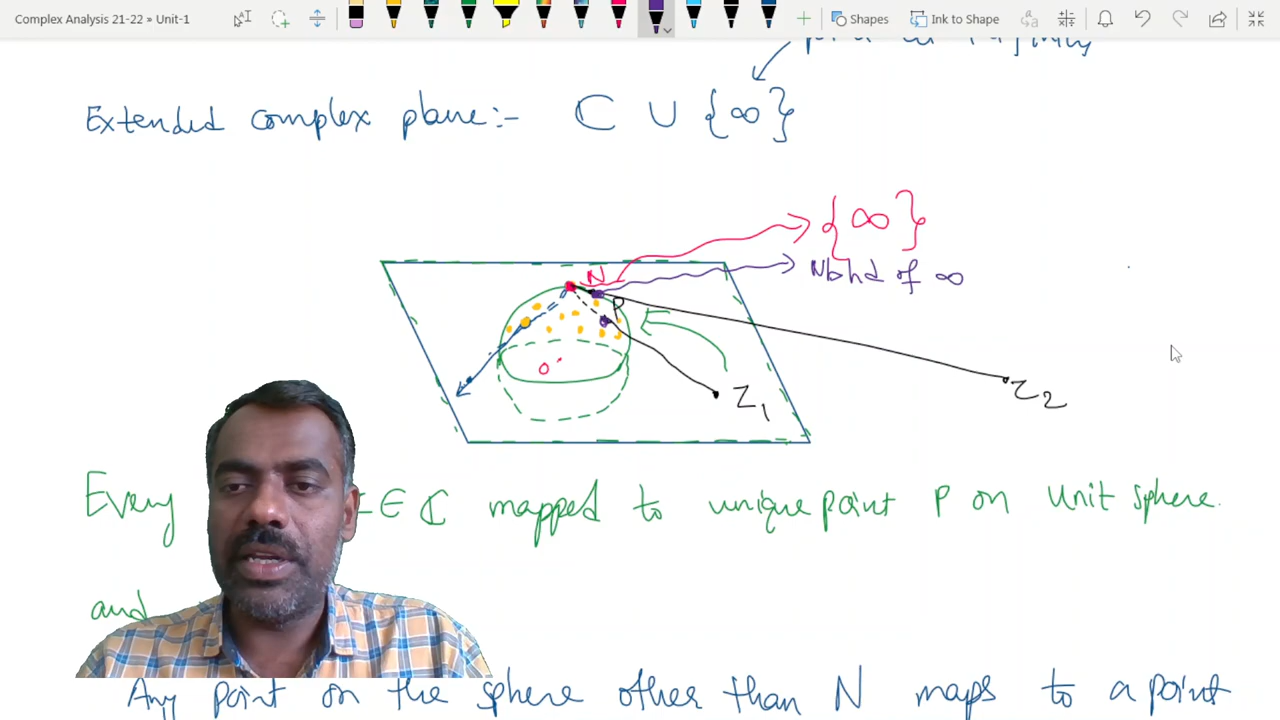 Complex Analysis 21-22 » Unit-1
Shapes
Ink to Shape
Extended complex plane:- ℂ ∪ {∞}
{∞}
N
Nbhd of ∞
P
0
Z1
Z2
Every ∈ ℂ mapped to unique point P on Unit sphere.
and
Any point on the sphere other than N maps to a point